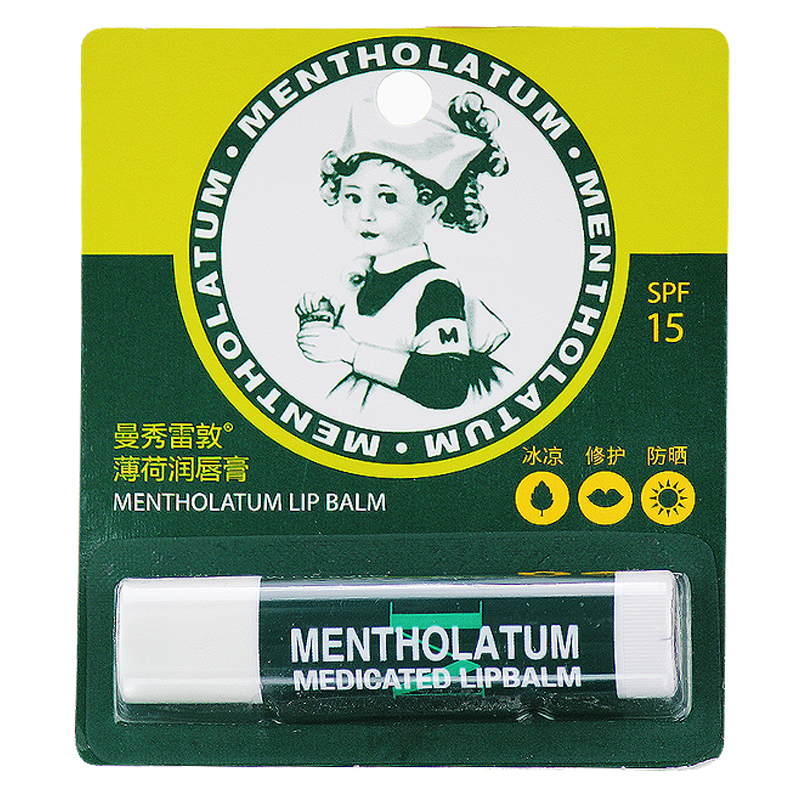 MENTHOLATUM • MENTHOLATUM • MENTHOLATUM • MENTHOLATUM •
M
SPF
15
曼秀雷敦®
薄荷润唇膏
MENTHOLATUM LIP BALM
冰凉 修护 防晒
MENTHOLATUM
MEDICATED LIPBALM